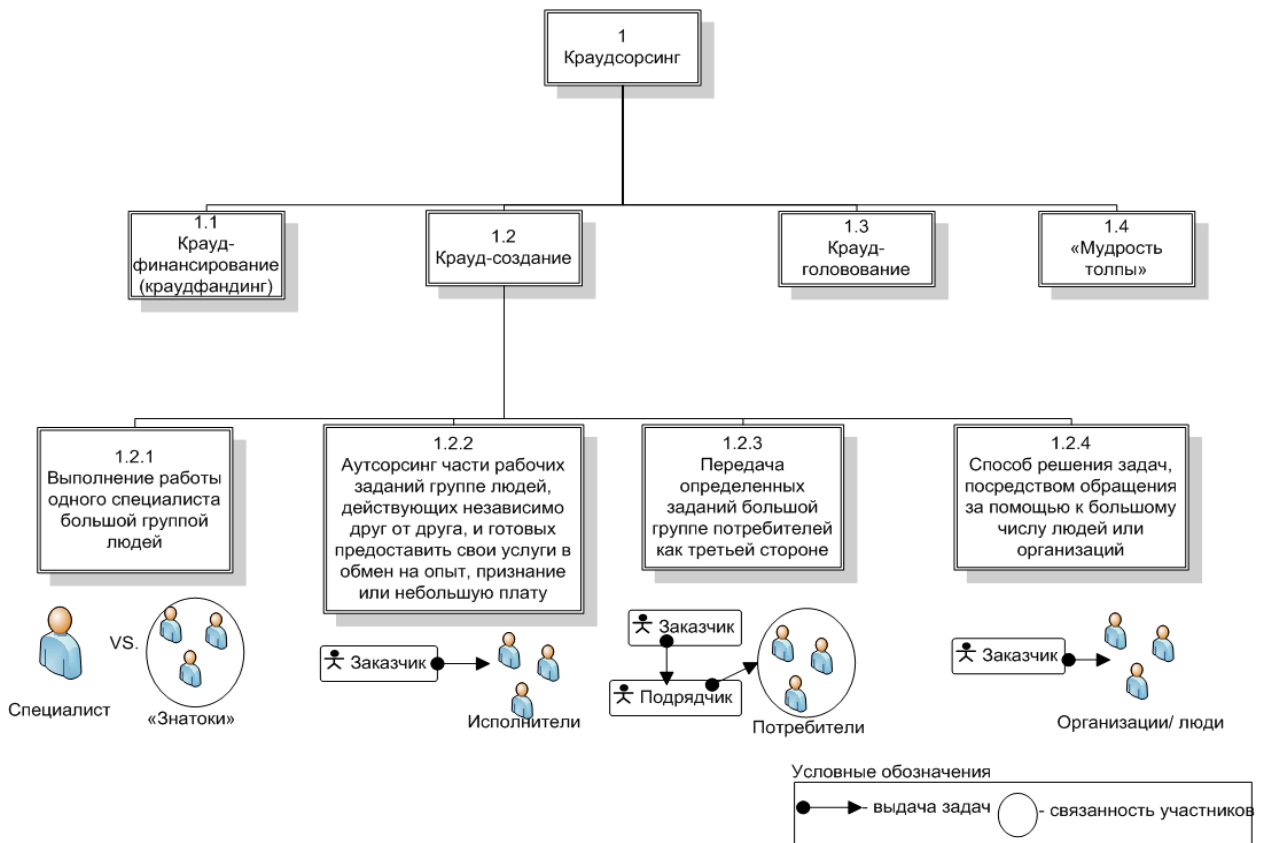 1
Краудсорсинг
1.1
Крауд-
финансирование
(краудфандинг)
1.2
Крауд-создание
1.3
Крауд-
головование
1.4
«Мудрость
толпы»
1.2.1
Выполнение работы
одного специалиста
большой группой
людей
1.2.2
Аутсорсинг части рабочих
заданий группе людей,
действующих независимо
друг от друга, и готовых
предоставить свои услуги в
обмен на опыт, признание
или небольшую плату
1.2.3
Передача
определенных
заданий большой
группе потребителей
как третьей стороне
1.2.4
Способ решения задач,
посредством обращения
за помощью к большому
числу людей или
организаций
VS.
Специалист
«Знатоки»
Заказчик
Исполнители
Заказчик
Подрядчик
Потребители
Заказчик
Организации/ люди
Условные обозначения
- выдача задач
- связанность участников